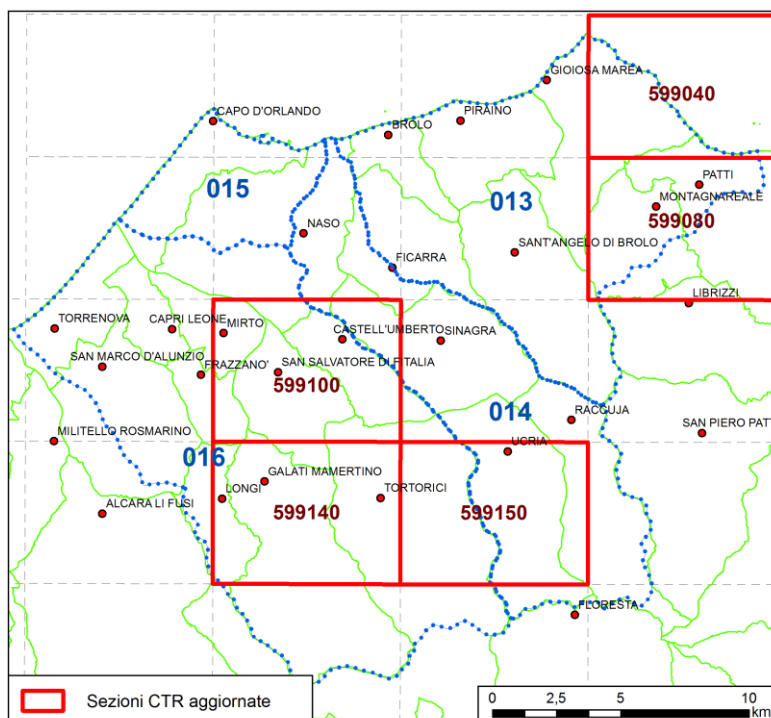 GIOIOSA MAREA
599040
CAPO D'ORLANDO
PIRAINO
BROLO
PATTI
015
013
MONTAGNAREALE
599080
NASO
SANT'ANGELO DI BROLO
FICARRA
LIBRIZZI
TORRENOVA
CAPRI LEONE
MIRTO
CASTELL'UMBERTO
SINAGRA
SAN MARCO D'ALUNZIO
FRAZZANO'
SAN SALVATORE DI FITALIA
599100
014
RACCUJA
SAN PIERO PATT
MILITELLO ROSMARINO
016
UCRIA
GALATI MAMERTINO
LONGI
TORTORICI
ALCARA LI FUSI
599140
599150
FLORESTA
Sezioni CTR aggiornate
0 2,5 5 10
km